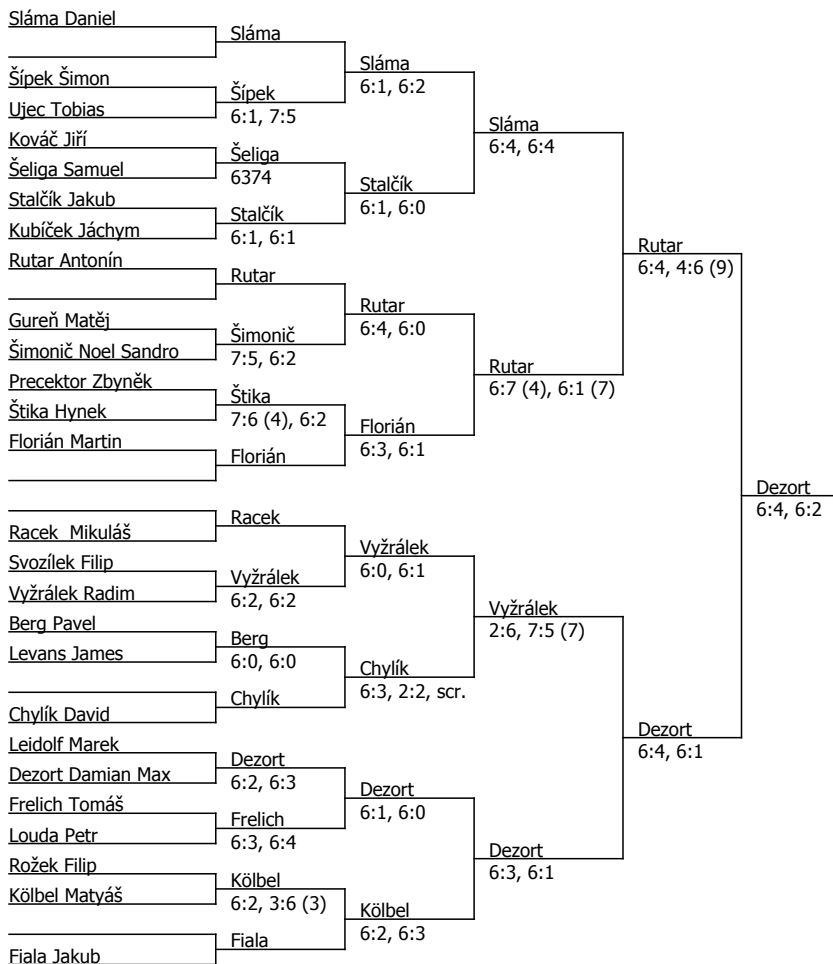 Sláma Daniel
Sláma
Sláma
6:1, 6:2
Šípek Šimon
Šípek
6:1, 7:5
Ujec Tobias
Sláma
6:4, 6:4
Kováč Jiří
Šeliga
6374
Šeliga Samuel
Stalčík
6:1, 6:0
Stalčík Jakub
Stalčík
6:1, 6:1
Kubíček Jáchym
Rutar
6:4, 4:6 (9)
Rutar Antonín
Rutar
Rutar
6:4, 6:0
Gureň Matěj
Šimonič
7:5, 6:2
Šimonič Noel Sandro
Rutar
6:7 (4), 6:1 (7)
Precektor Zbyněk
Štika
7:6 (4), 6:2
Štika Hynek
Florián
6:3, 6:1
Florián Martin
Florián
Dezort
6:4, 6:2
Racek
Racek  Mikuláš
Vyžrálek
6:0, 6:1
Svozílek Filip
Vyžrálek
6:2, 6:2
Vyžrálek Radim
Vyžrálek
2:6, 7:5 (7)
Berg Pavel
Berg
6:0, 6:0
Levans James
Chylík
6:3, 2:2, scr.
Chylík
Chylík David
Dezort
6:4, 6:1
Leidolf Marek
Dezort
6:2, 6:3
Dezort Damian Max
Dezort
6:1, 6:0
Frelich Tomáš
Frelich
6:3, 6:4
Louda Petr
Dezort
6:3, 6:1
Rožek Filip
Kölbel
6:2, 3:6 (3)
Kölbel Matyáš
Kölbel
6:2, 6:3
Fiala
Fiala Jakub